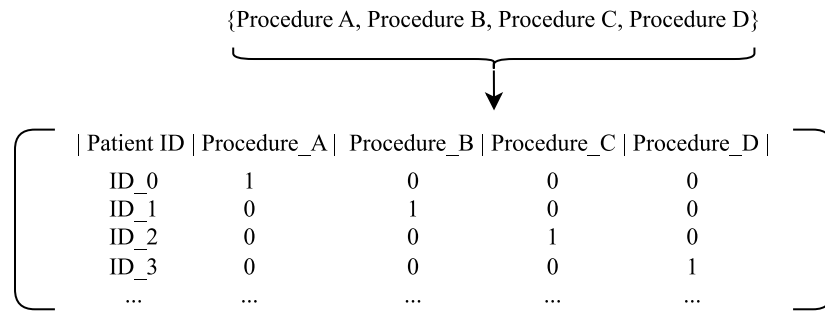 {Procedure A, Procedure B, Procedure C, Procedure D}
| Patient ID | Procedure_A | Procedure_B | Procedure_C | Procedure_D |
ID_0 1 0 0 0
ID_1 0 1 0 0
ID_2 0 0 1 0
ID_3 0 0 0 1
... ... ... ... ...